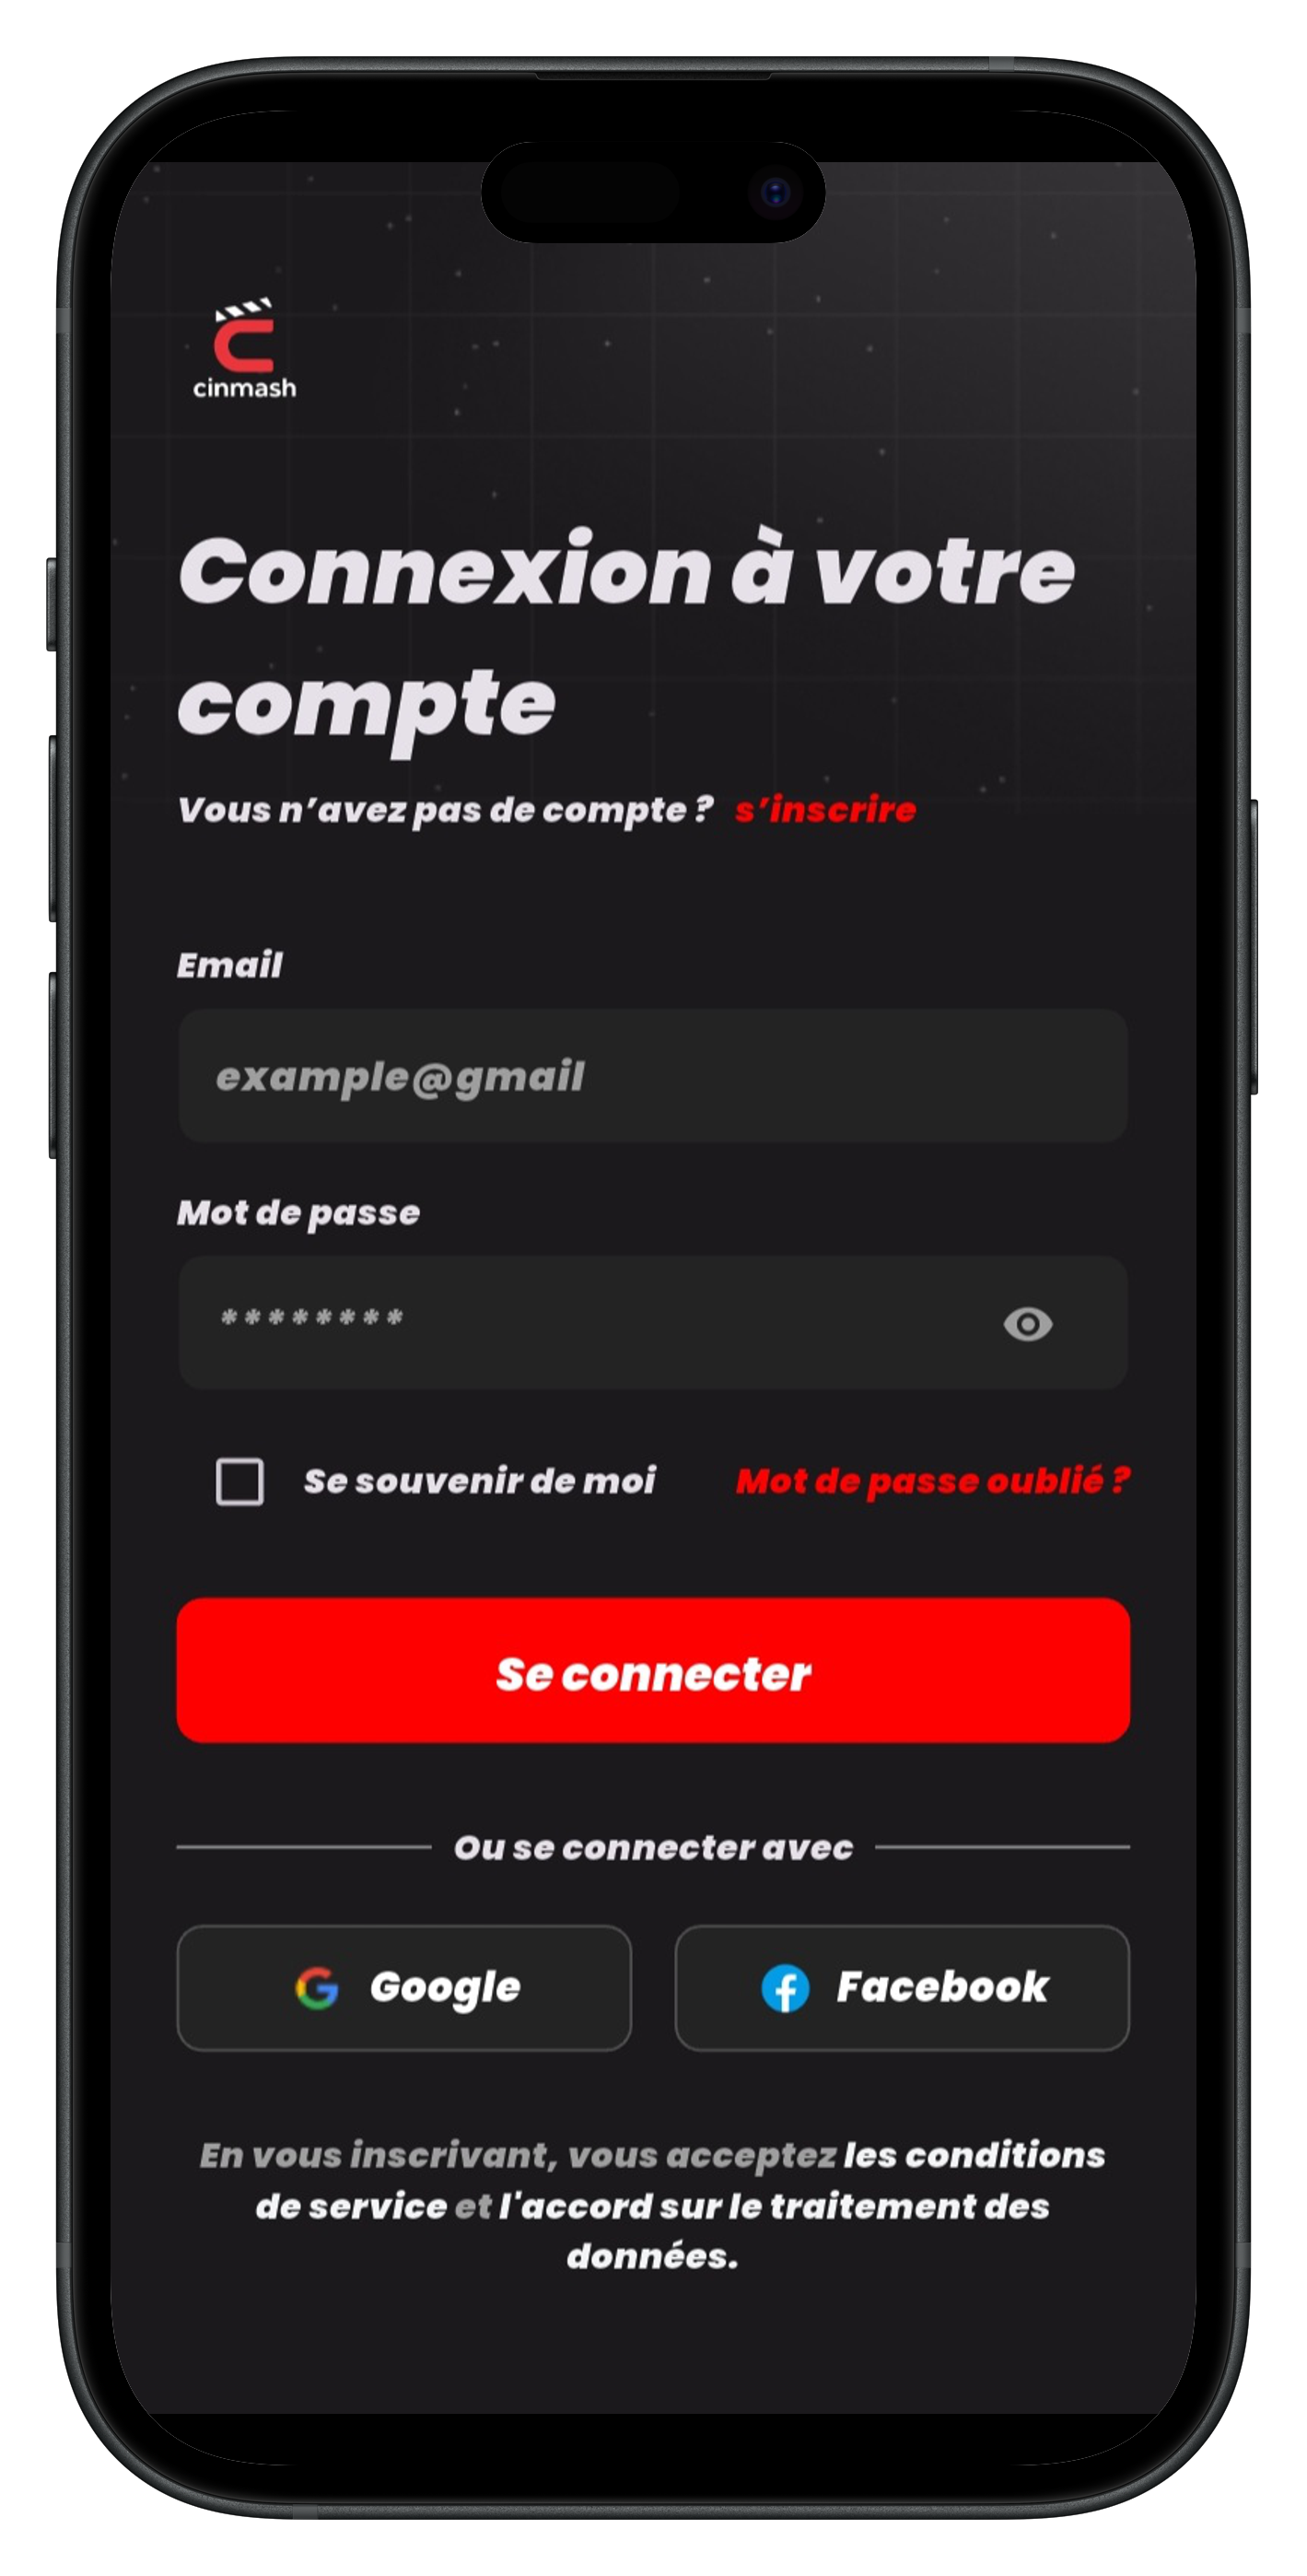 cinmash
Connexion à votre
compte
Vous n’avez pas de compte ? s’inscrire
Email
example@gmail
Mot de passe
********
Se souvenir de moi Mot de passe oublié ?
Se connecter
Ou se connecter avec
Google Facebook
En vous inscrivant, vous acceptez les conditions
de service et l'accord sur le traitement des
données.